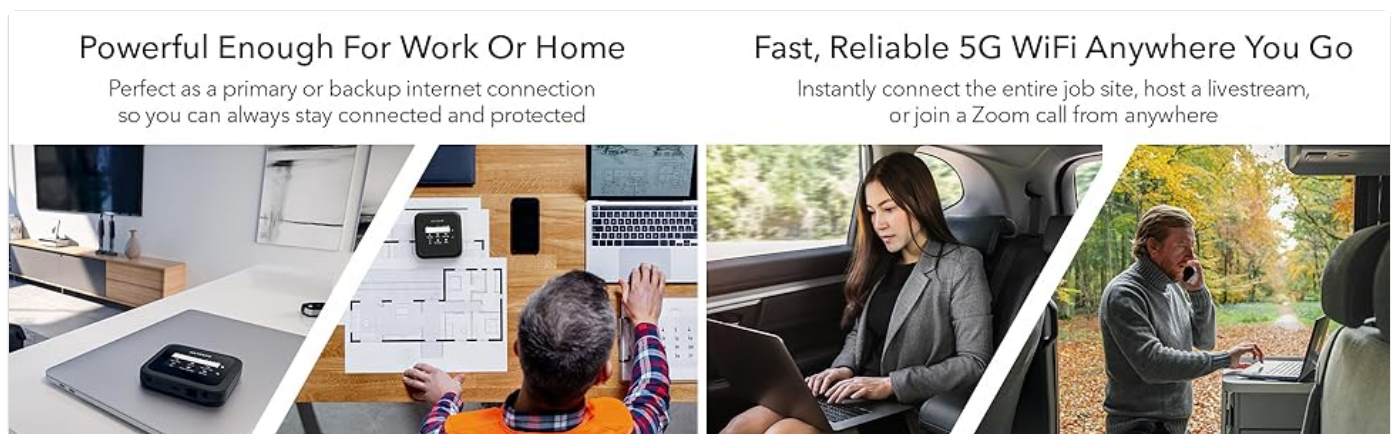 Powerful Enough For Work Or Home
Perfect as a primary or backup internet connection
so you can always stay connected and protected
Fast, Reliable 5G WiFi Anywhere You Go
Instantly connect the entire job site, host a livestream,
or join a Zoom call from anywhere